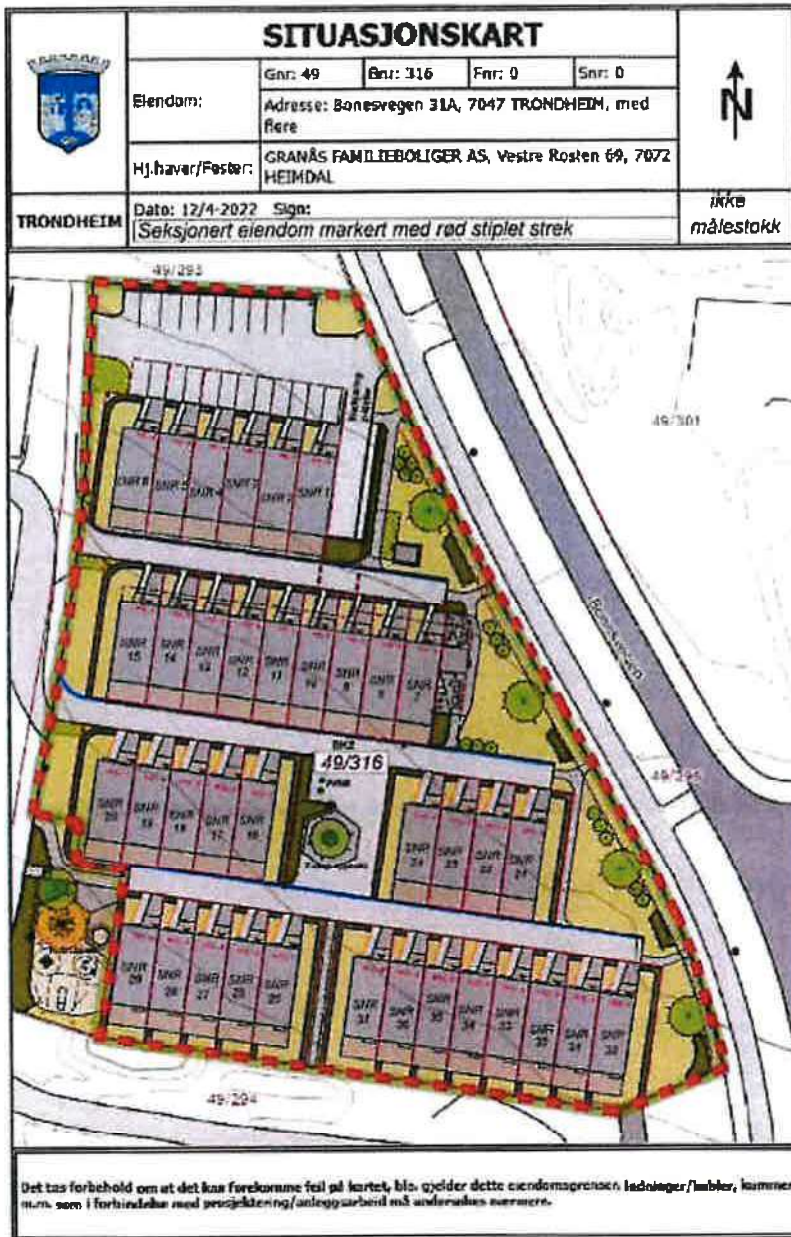 SITUASJONSKART
Eiendom:
Gnr: 49 Bnr: 316 Fnr: 0 Snr: 0
Adresse: Bonesvegen 31A, 7047 TRONDHEIM, med
flere
Hj.haver/Fester:
GRANÅS FAMILIEBOLIGER AS, Vestre Rosten 69, 7072
HEIMDAL
N
TRONDHEIM
Dato: 12/4-2022 Sign:
Seksjonert eiendom markert med rød stiplet strek
ikke
målestokk
49/293
49/301
SNR 6 SNR 5 SNR 4 SNR 3 SNR 2 SNR 1
SNR 15
SNR 14
SNR 13
SNR 12
SNR 11
SNR 10
SNR 9
SNR 8
SNR 7
49/316
49/295
SNR 20
SNR 19
SNR 18
SNR 17
SNR 16
SNR 24
SNR 23
SNR 22
SNR 21
SNR 29
SNR 28
SNR 27
SNR 26
SNR 25
SNR 37
SNR 36
SNR 35
SNR 34
SNR 33
SNR 32
SNR 31
SNR 30
49/294
Det tas forbehold om at det kan forekomme feil på kartet, bla. gjelder dette eiendomsgrenser, ledninger/kabler, kummer
m.m. som i forbindelse med prosjektering/anleggsarbeid må undersøkes nærmere.